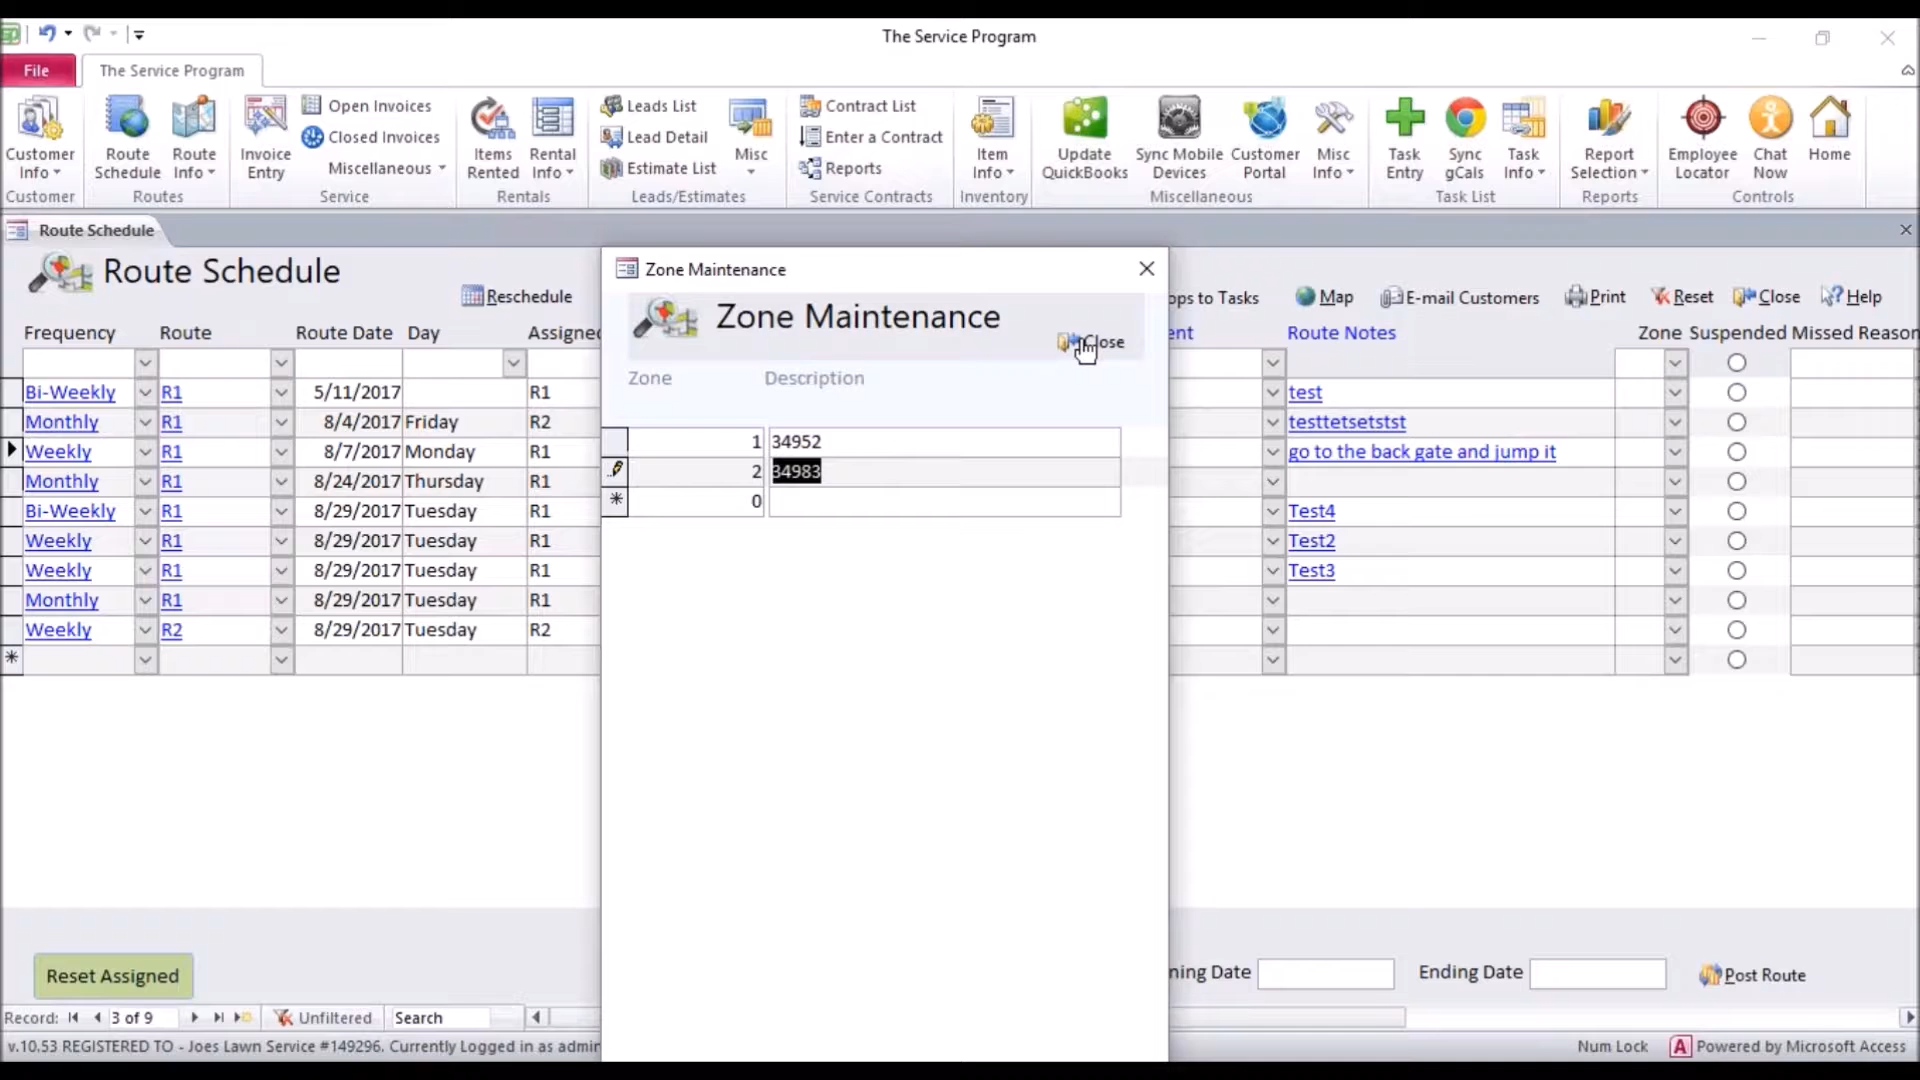 The Service Program
File
The Service Program
Customer Info
Route Schedule
Route Info
Invoice Entry
Open Invoices
Closed Invoices
Miscellaneous
Items Rented
Rental Info
Leads List
Lead Detail
Estimate List
Misc
Contract List
Enter a Contract
Reports
Item Info
Update QuickBooks
Sync Mobile Devices
Customer Portal
Misc Info
Task Entry
Sync gCals
Task Info
Report Selection
Employee Locator
Chat Now
Home
Customer
Routes
Service
Rentals
Leads/Estimates
Service Contracts
Inventory
Miscellaneous
Task List
Reports
Controls
Route Schedule
Route Schedule
Reschedule
ops to Tasks
Map
E-mail Customers
Print
Reset
Close
Help
Frequency Route Route Date Day Assigned
ent Route Notes Zone Suspended Missed Reason
Bi-Weekly R1 5/11/2017 R1 test
Monthly R1 8/4/2017 Friday R2 testtetsetstst
Weekly R1 8/7/2017 Monday R1 go to the back gate and jump it
Monthly R1 8/24/2017 Thursday R1
Bi-Weekly R1 8/29/2017 Tuesday R1 Test4
Weekly R1 8/29/2017 Tuesday R1 Test2
Weekly R1 8/29/2017 Tuesday R1 Test3
Monthly R1 8/29/2017 Tuesday R1
Weekly R2 8/29/2017 Tuesday R2
Zone Maintenance
Zone Maintenance
Close
Zone Description
1 34952
2 34983
0
Reset Assigned
ning Date
Ending Date
Post Route
Record: 3 of 9 Unfiltered Search
v.10.53 REGISTERED TO - Joes Lawn Service #149296. Currently Logged in as admin
Num Lock
Powered by Microsoft Access